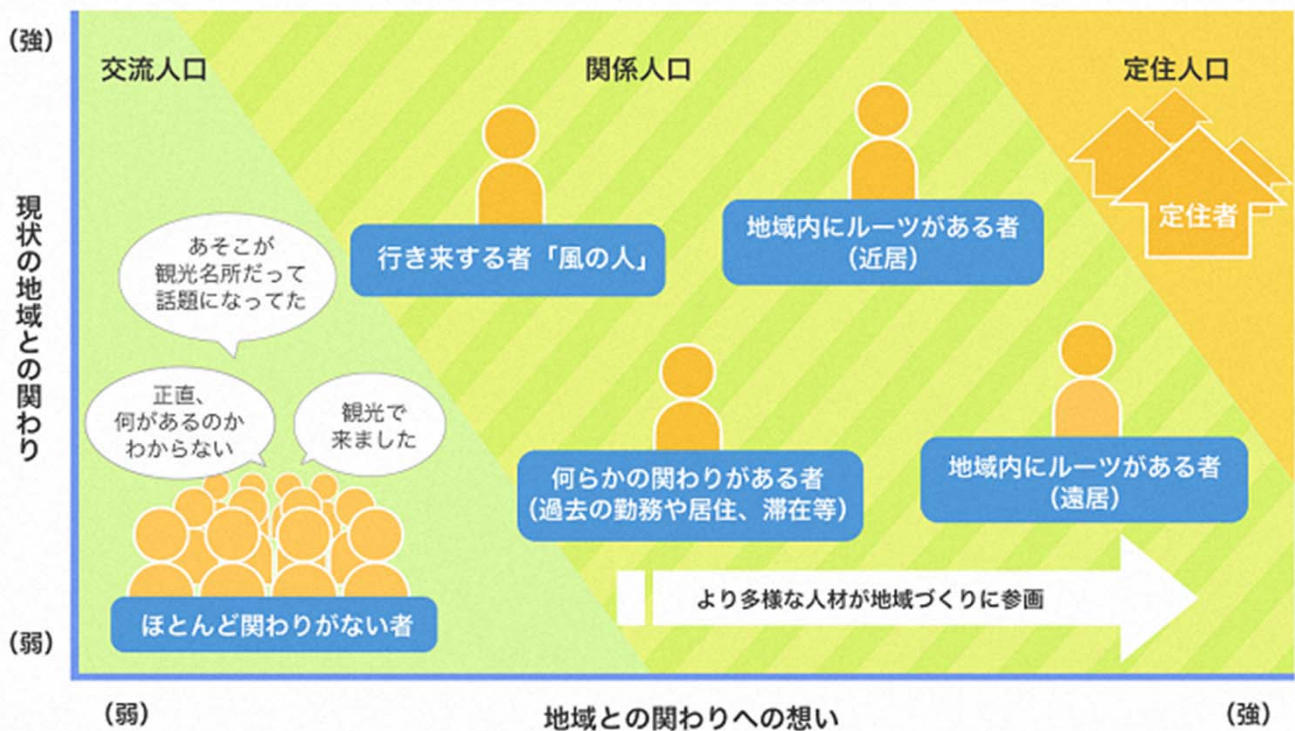 (強)
交流人口
関係人口
定住人口
定住者
行き来する者「風の人」
地域内にルーツがある者
(近居)
あそこが
観光名所だって
話題になってた
正直、
何があるのか
わからない
観光で
来ました
現状の地域との関わり
何らかの関わりがある者
(過去の勤務や居住、滞在等)
地域内にルーツがある者
(遠居)
より多様な人材が地域づくりに参画
ほとんど関わりがない者
(弱)
(弱)
地域との関わりへの想い
(強)